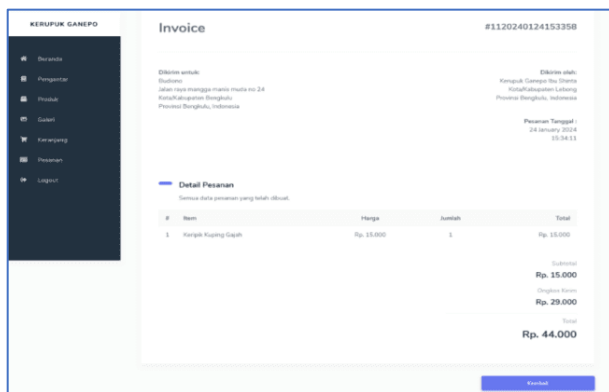 KERUPUK GANEPO
Beranda
Pengantar
Produk
Galeri
Keranjang
Pesanan
Logout
Invoice
#1120240124153358
Dikirim untuk:
Budiono
Jalan raya mangga manis muda no 24
Kota/Kabupaten Bengkulu
Provinsi Bengkulu, Indonesia
Dikirim oleh:
Kerupuk Ganepo Ibu Shinta
Kota/Kabupaten Lebong
Provinsi Bengkulu, Indonesia
Pesanan Tanggal :
24 January 2024
15:34:11
Detail Pesanan
Semua data pesanan yang telah dibuat.
# Item Harga Jumlah Total
1 Keripik Kuping Gajah Rp. 15.000 1 Rp. 15.000
Subtotal
Rp. 15.000
Ongkos Kirim
Rp. 29.000
Total
Rp. 44.000
Kembali